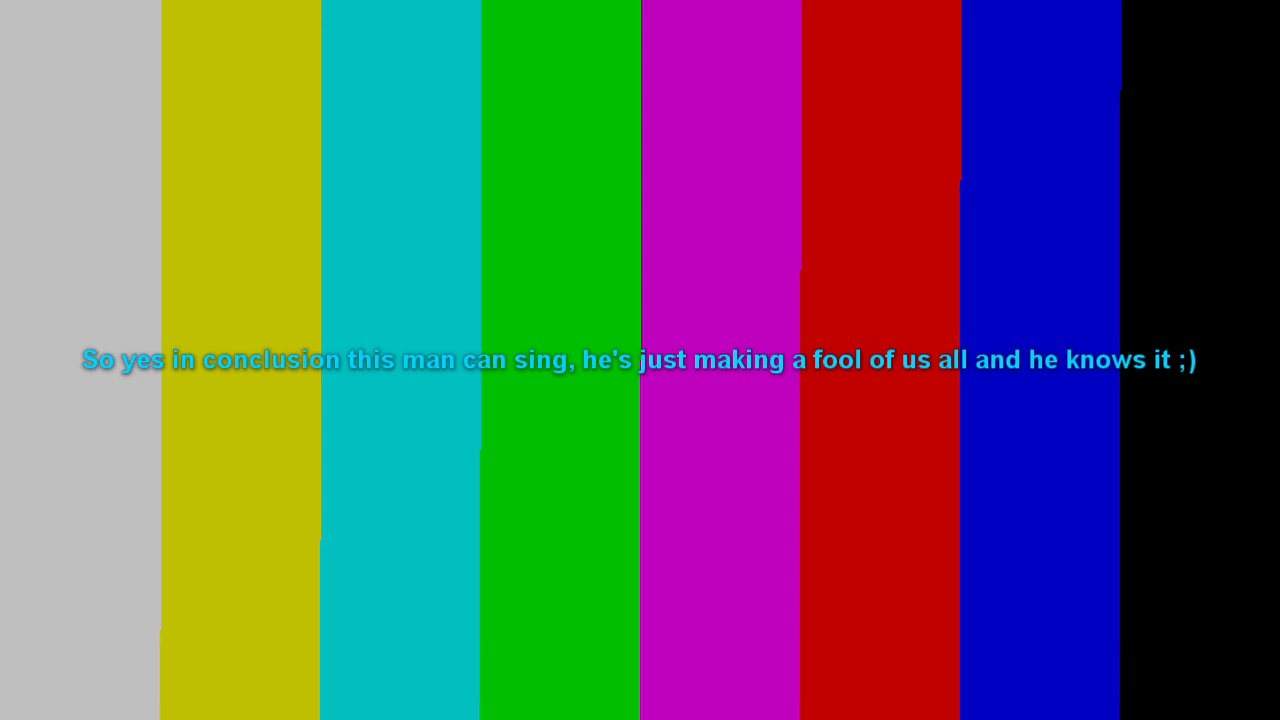 So yes in conclusion this man can sing, he's just making a fool of us all and he knows it ;)